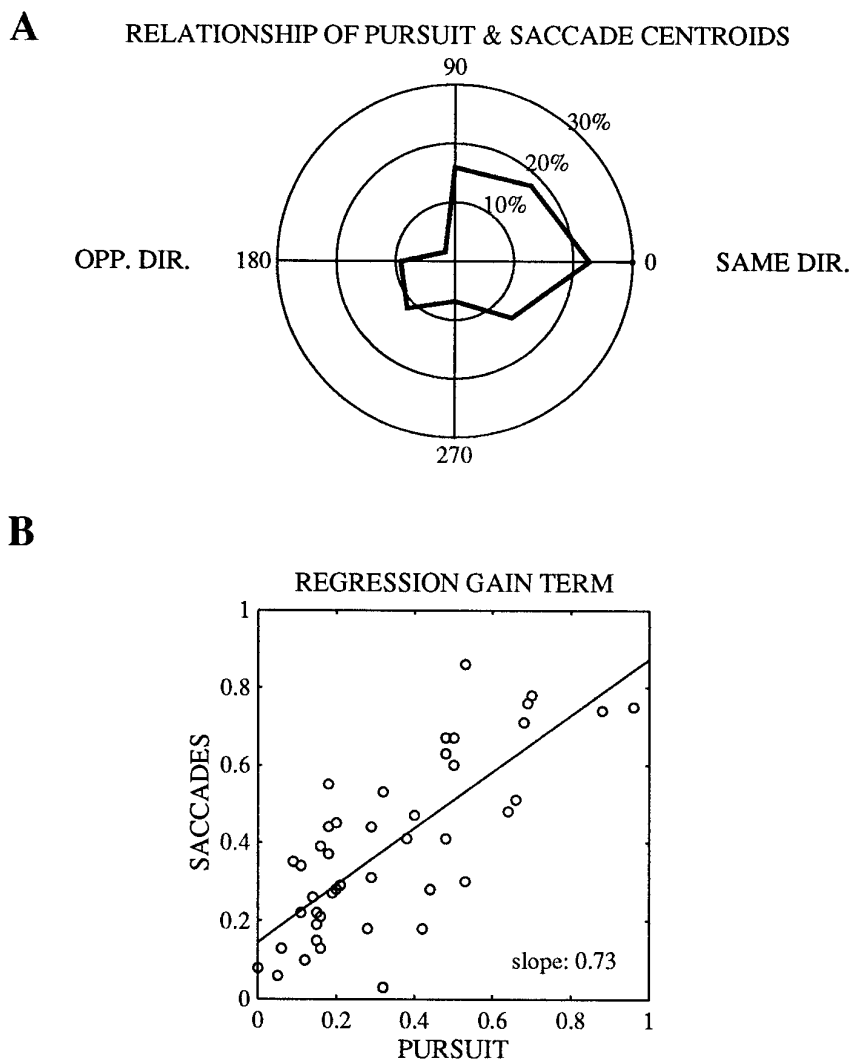 A
RELATIONSHIP OF PURSUIT & SACCADE CENTROIDS
90
30%
20%
10%
OPP. DIR.
180
0
SAME DIR.
270
B
REGRESSION GAIN TERM
1
0.8
0.6
0.4
0.2
0
SACCADES
slope: 0.73
0
0.2
0.4
0.6
0.8
1
PURSUIT